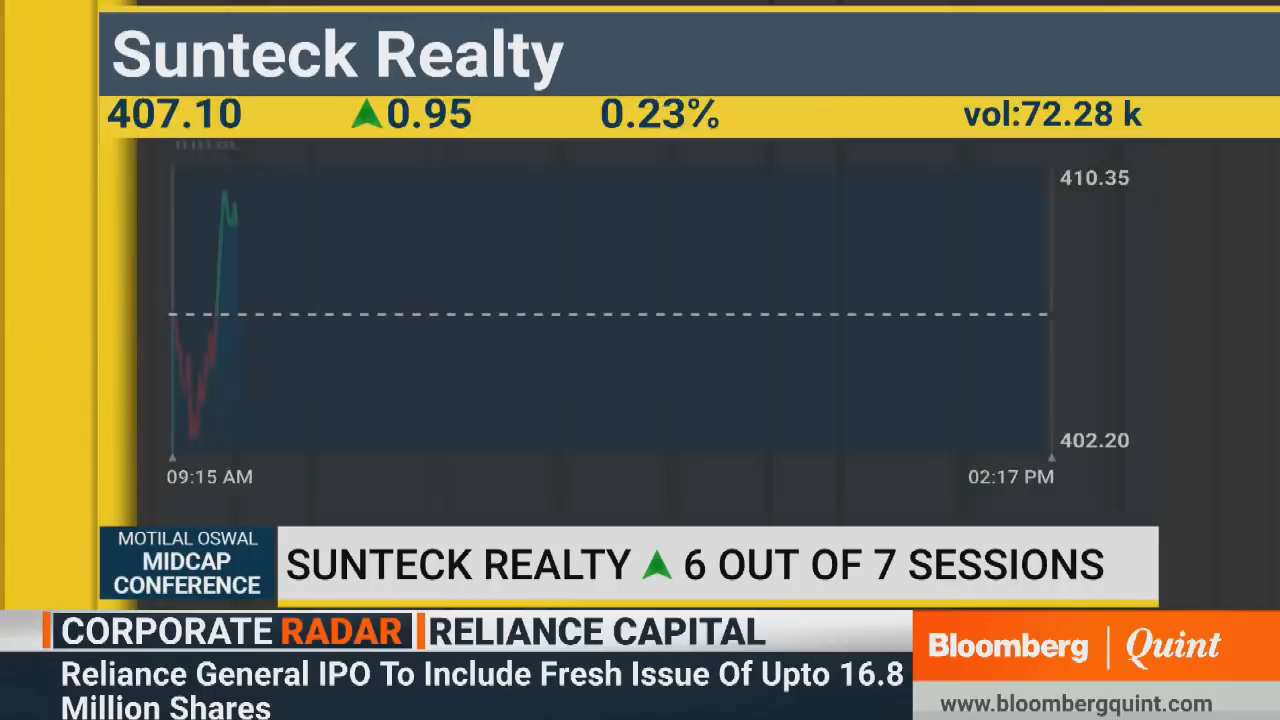 Sunteck Realty
407.10 ▲0.95 0.23% vol:72.28 k
410.35
402.20
09:15 AM 02:17 PM
MOTILAL OSWAL
MIDCAP
CONFERENCE
SUNTECK REALTY ▲ 6 OUT OF 7 SESSIONS
CORPORATE RADAR RELIANCE CAPITAL
Reliance General IPO To Include Fresh Issue Of Upto 16.8
Million Shares
Bloomberg | Quint
www.bloombergquint.com